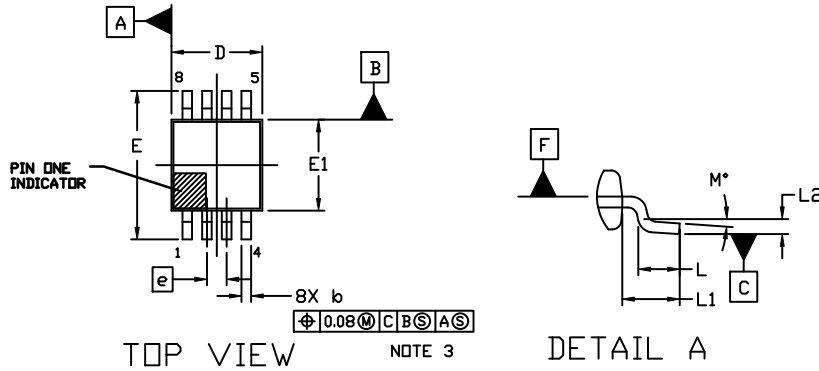 A
D
8
5
B
E
E1
PIN ONE
INDICATOR
1
4
e
8X b
⌖ 0.08 Ⓜ C B Ⓢ A Ⓢ
TOP VIEW
NOTE 3
F
M°
L2
L
L1
C
DETAIL A